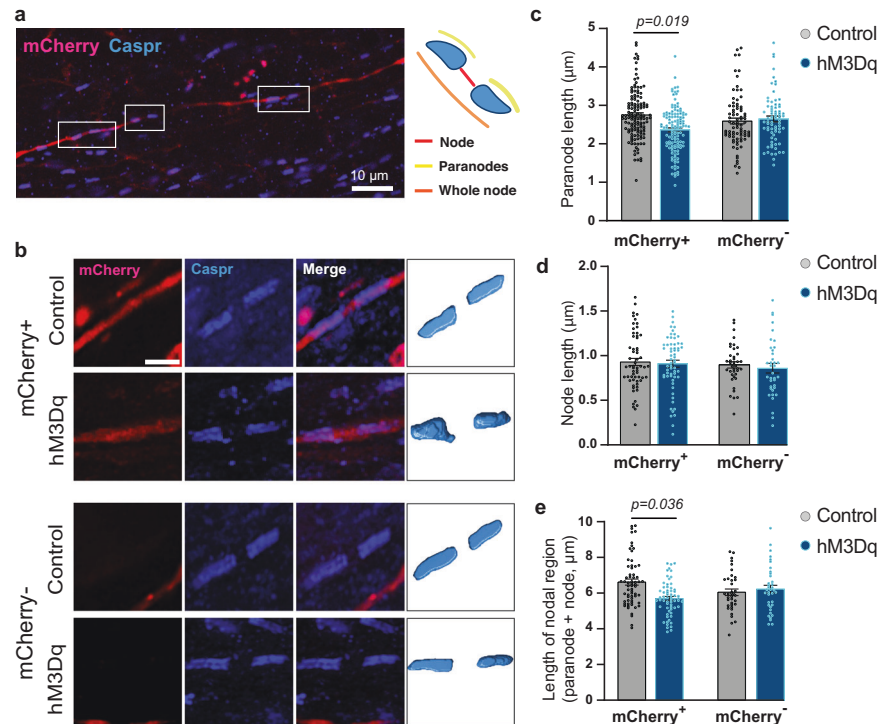 a
mCherry Caspr
10 µm
Node
Paranodes
Whole node
b
mCherry+
Control
hM3Dq
mCherry
Caspr
Merge
mCherry-
Control
hM3Dq
c
p=0.019
Control
hM3Dq
Paranode length (µm)
5
4
3
2
1
0
mCherry+
mCherry-
d
Control
hM3Dq
Node length (µm)
2.0
1.5
1.0
0.5
0.0
mCherry+
mCherry-
e
p=0.036
Control
hM3Dq
Length of nodal region
(paranode + node, µm)
10
8
6
4
2
0
mCherry+
mCherry-